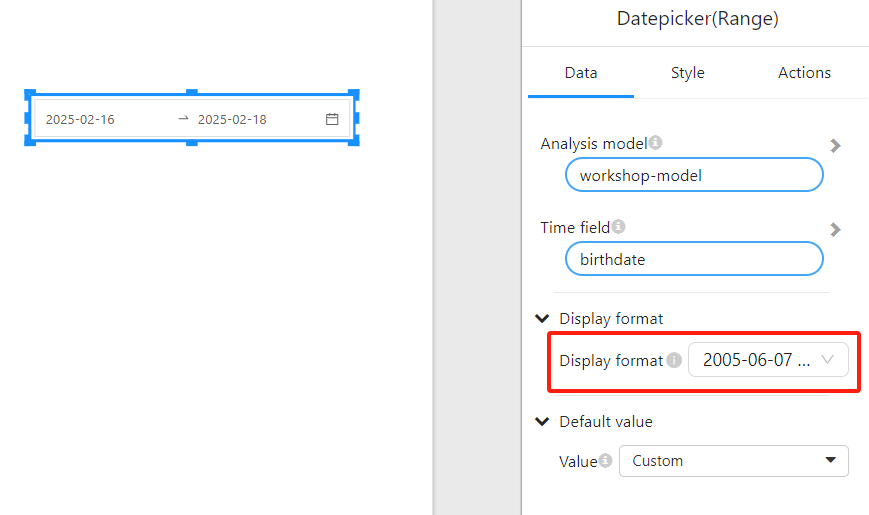 Datepicker(Range)
Data Style Actions
2025-02-16 → 2025-02-18
Analysis model
workshop-model
Time field
birthdate
Display format
Display format 2005-06-07 ...
Default value
Value Custom